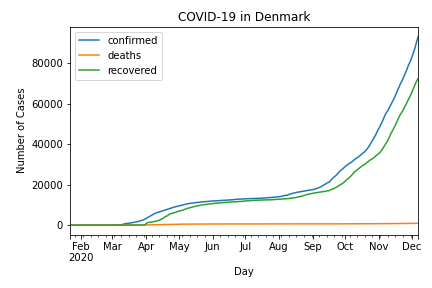 COVID-19 in Denmark
confirmed
deaths
recovered
Number of Cases
80000
60000
40000
20000
0
Feb Mar Apr May Jun Jul Aug Sep Oct Nov Dec
2020
Day